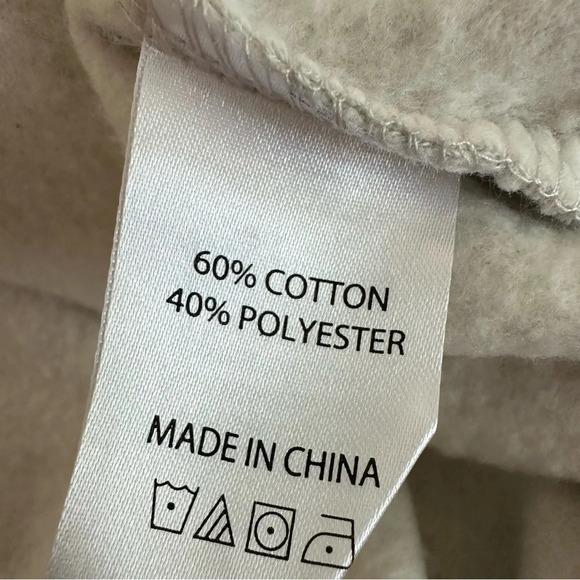 60% COTTON
40% POLYESTER
MADE IN CHINA